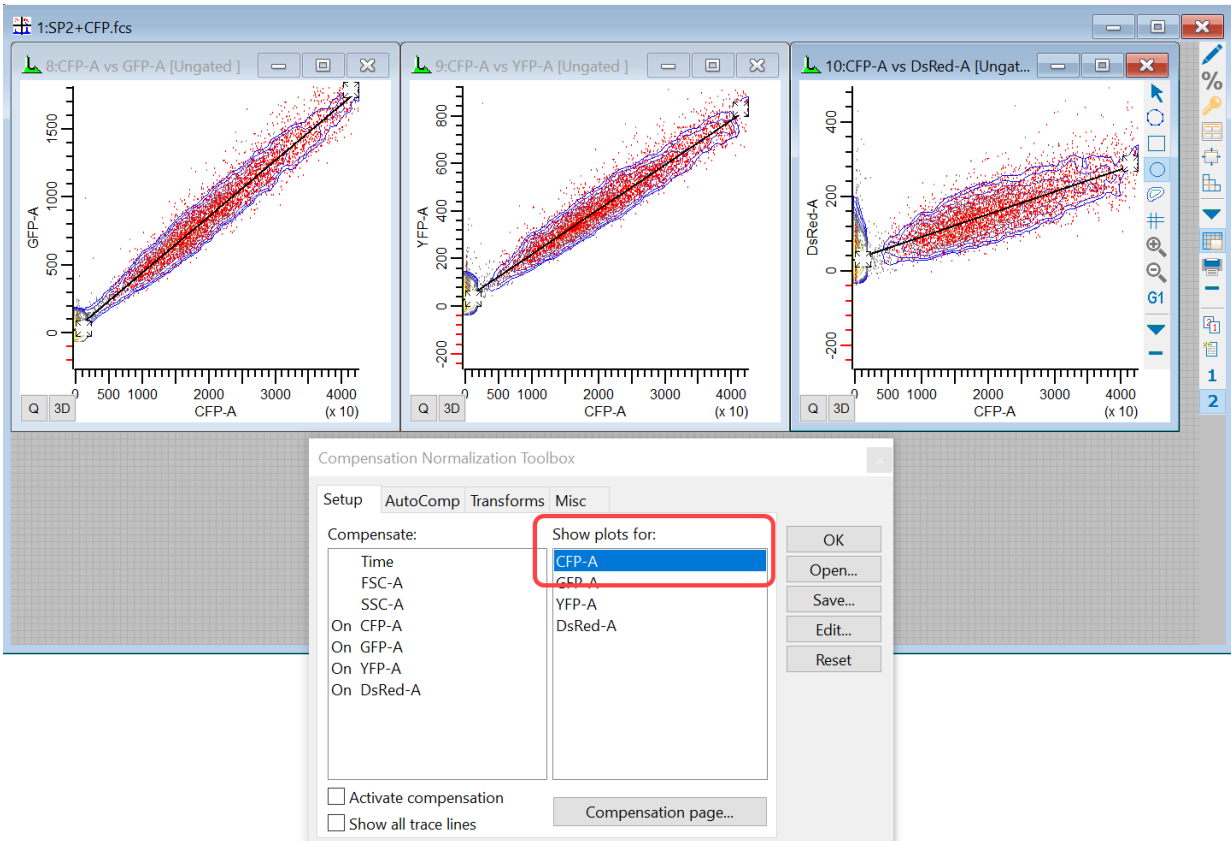 1:SP2+CFP.fcs
8:CFP-A vs GFP-A [Ungated ]
9:CFP-A vs YFP-A [Ungated ]
10:CFP-A vs DsRed-A [Ungat...
%
1500
1000
500
0
GFP-A
0 500 1000 2000 3000 4000
CFP-A (x 10)
Q 3D
800
600
400
200
0
-200
YFP-A
0 500 1000 2000 3000 4000
CFP-A (x 10)
Q 3D
400
200
0
-200
DsRed-A
0 500 1000 2000 3000 4000
CFP-A (x 10)
Q 3D
G1
2 1
1
2
Compensation Normalization Toolbox
Setup AutoComp Transforms Misc
Compensate:
Time
FSC-A
SSC-A
On CFP-A
On GFP-A
On YFP-A
On DsRed-A
Show plots for:
CFP-A
GFP-A
YFP-A
DsRed-A
OK
Open...
Save...
Edit...
Reset
Activate compensation
Show all trace lines
Compensation page...